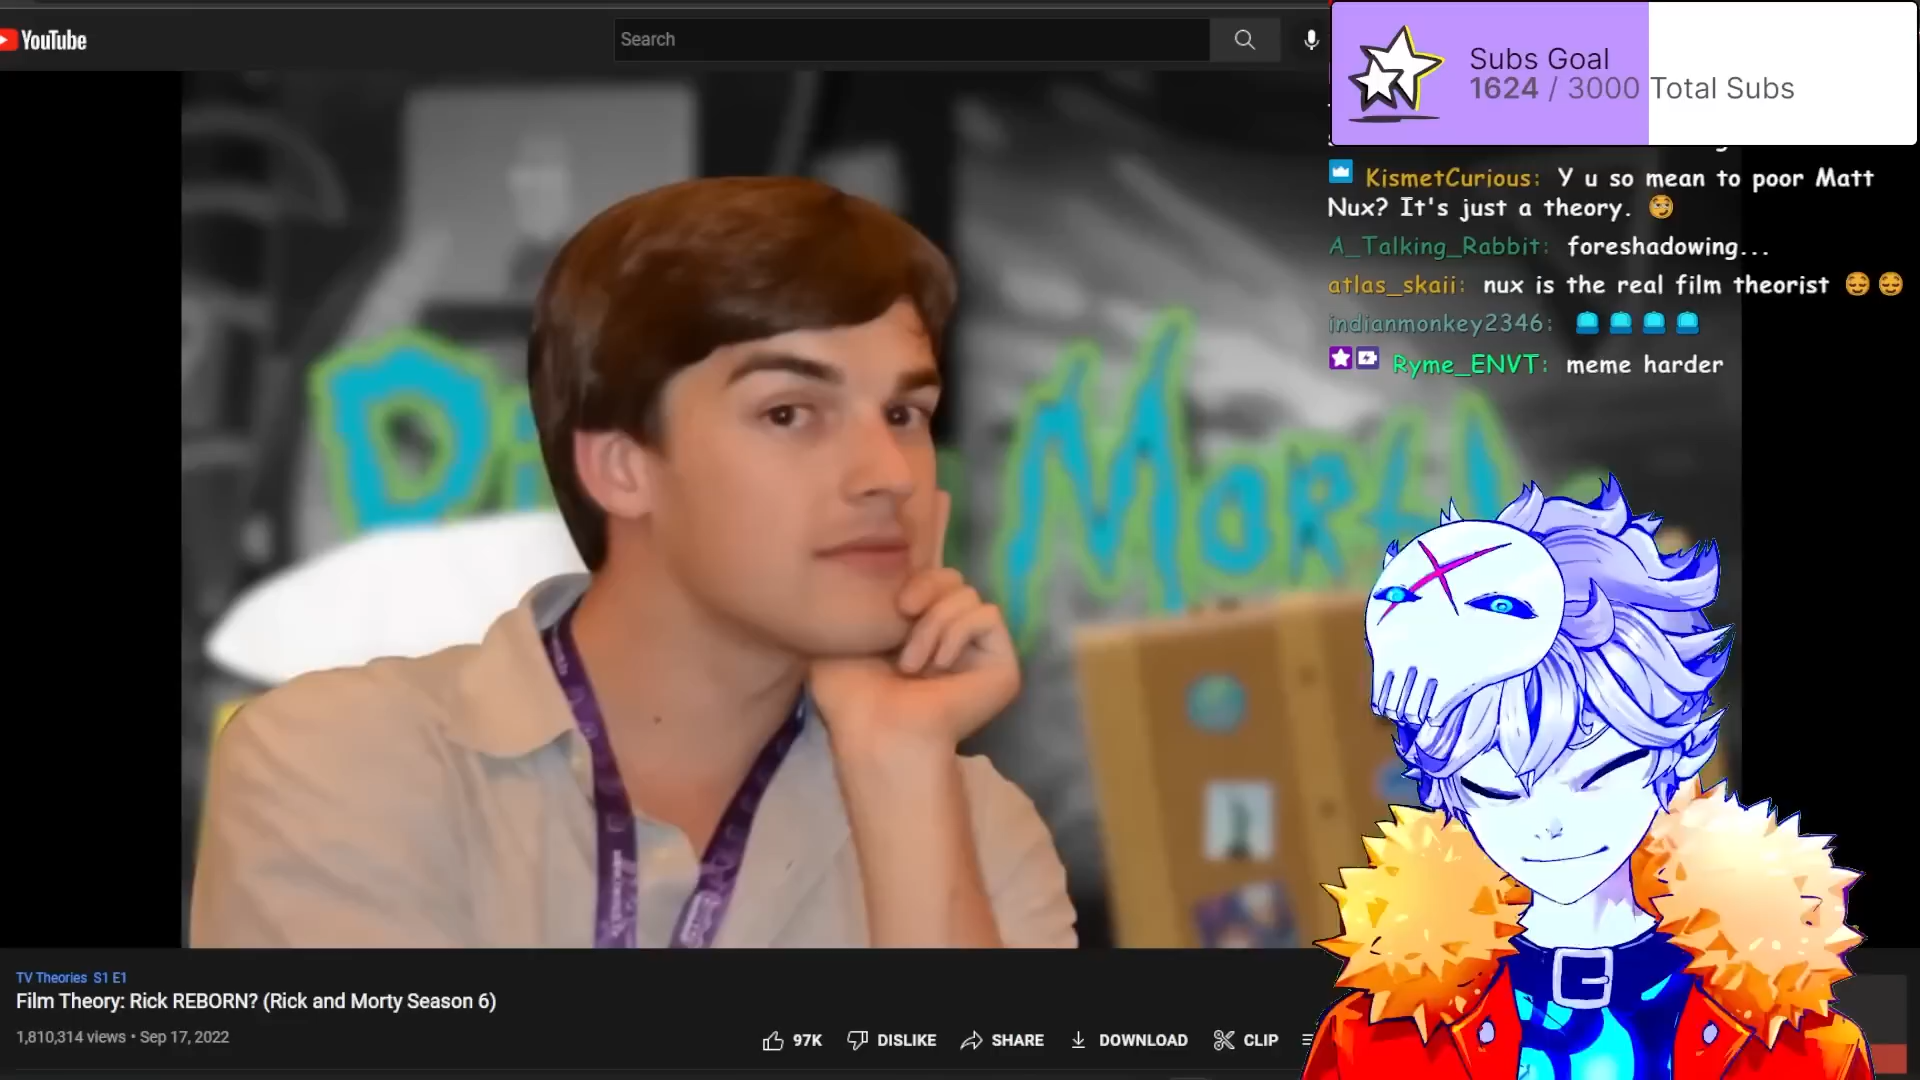 YouTube
Search
Subs Goal
1624 / 3000 Total Subs
KismetCurious: Y u so mean to poor Matt
Nux? It's just a theory.
A_Talking_Rabbit: foreshadowing...
atlas_skaii: nux is the real film theorist
indianmonkey2346:
Ryme_ENVT: meme harder
Morty
TV Theories S1 E1
Film Theory: Rick REBORN? (Rick and Morty Season 6)
1,810,314 views • Sep 17, 2022
97K
DISLIKE
SHARE
DOWNLOAD
CLIP